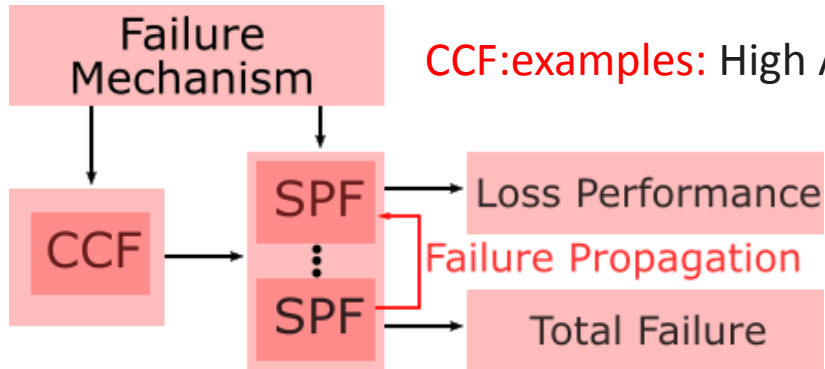 Failure
Mechanism
CCF:examples: High
SPF
Loss Performance
CCF
Failure Propagation
SPF
Total Failure